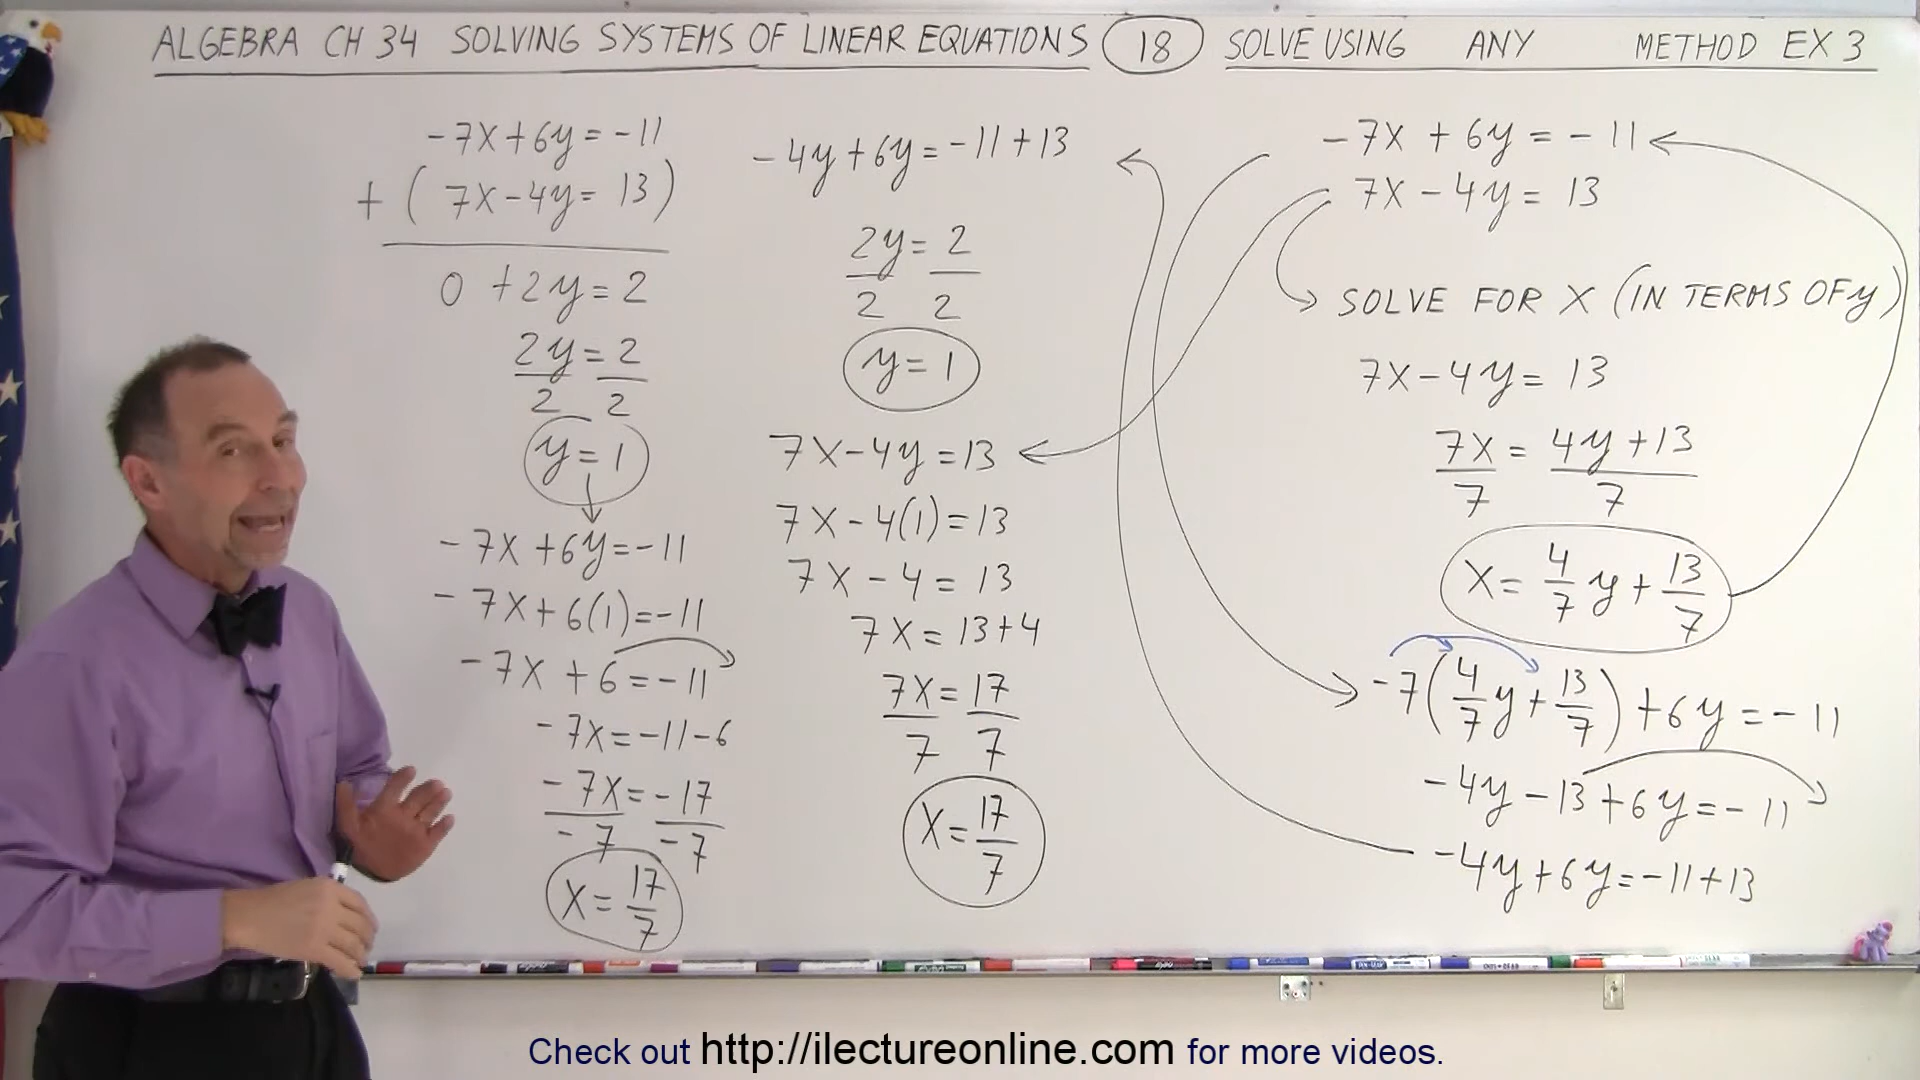 ALGEBRA CH 34 SOLVING SYSTEMS OF LINEAR EQUATIONS 18 SOLVE USING ANY METHOD EX 3
-7x+6y=-11
+(7x-4y=13)
0+2y=2
2y/2=2/2
y=1
-7x+6y=-11
-7x+6(1)=-11
-7x+6=-11
-7x=-11-6
-7x/-7=-17/-7
x=17/7
-4y+6y=-11+13
2y/2=2/2
y=1
7x-4y=13
7x-4(1)=13
7x-4=13
7x=13+4
7x/7=17/7
x=17/7
-7x+6y=-11
7x-4y=13
SOLVE FOR X (IN TERMS OF y)
7x-4y=13
7x/7=4y+13/7
x=4/7y+13/7
-7(4/7y+13/7)+6y=-11
-4y-13+6y=-11
-4y+6y=-11+13
Check out http://ilectureonline.com for more videos.